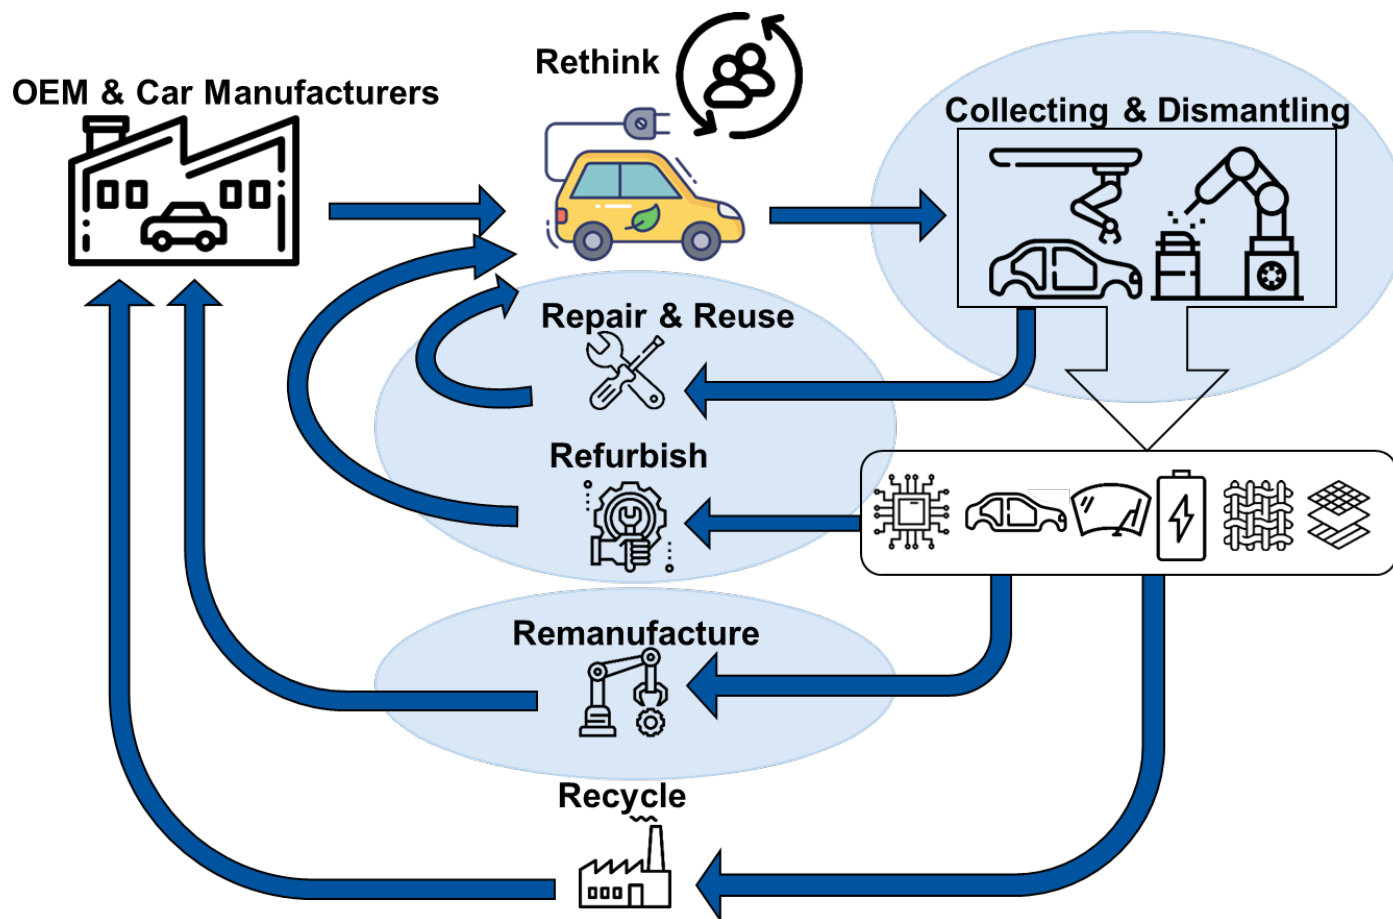 Rethink
OEM & Car Manufacturers
Collecting & Dismantling
Repair & Reuse
Refurbish
Remanufacture
Recycle